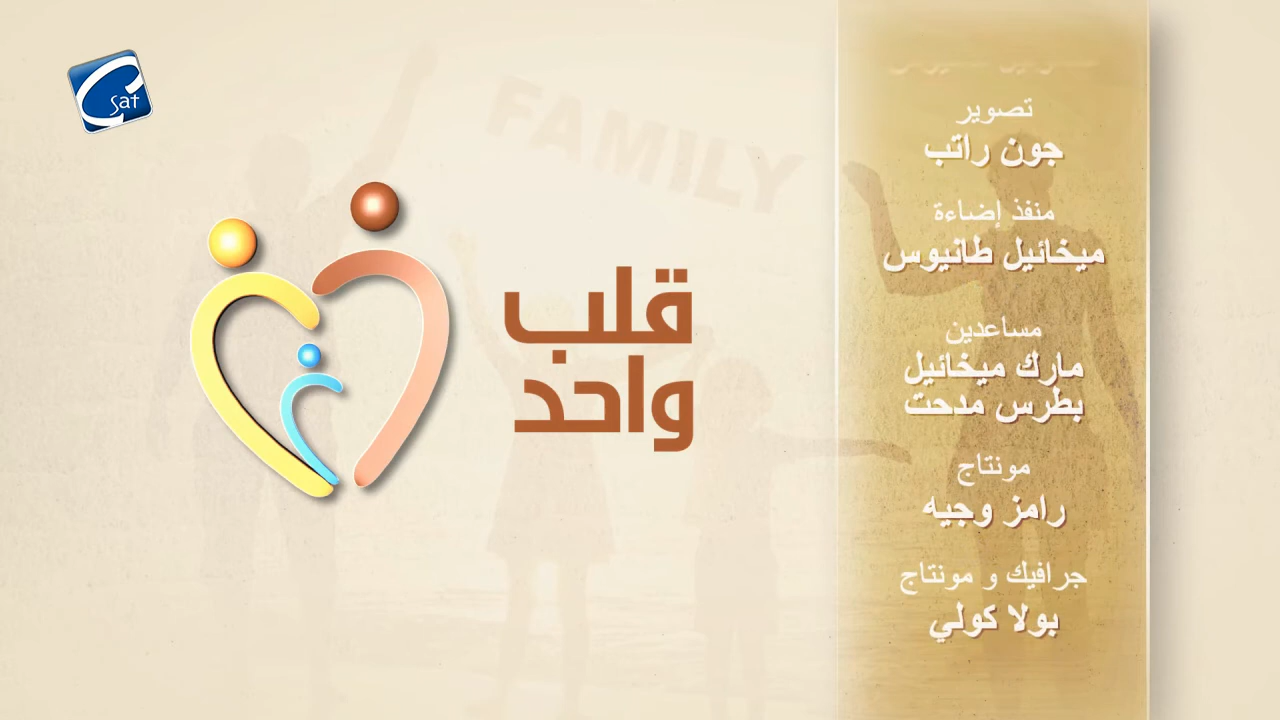 C
Sat
FAMILY
قلب
واحد
تصوير
جون راتب
منفذ إضاءة
ميخائيل طانيوس
مساعدين
مارك ميخائيل
بطرس مدحت
مونتاج
رامز وجيه
جرافيك و مونتاج
بولا كولي